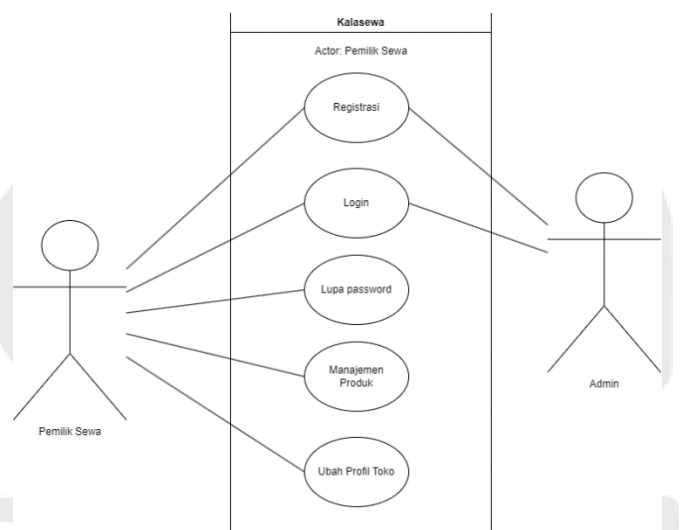 Kalasewa
Actor: Pemilik Sewa
Registrasi
Login
Lupa password
Manajemen
Produk
Ubah Profil Toko
Pemilik Sewa
Admin